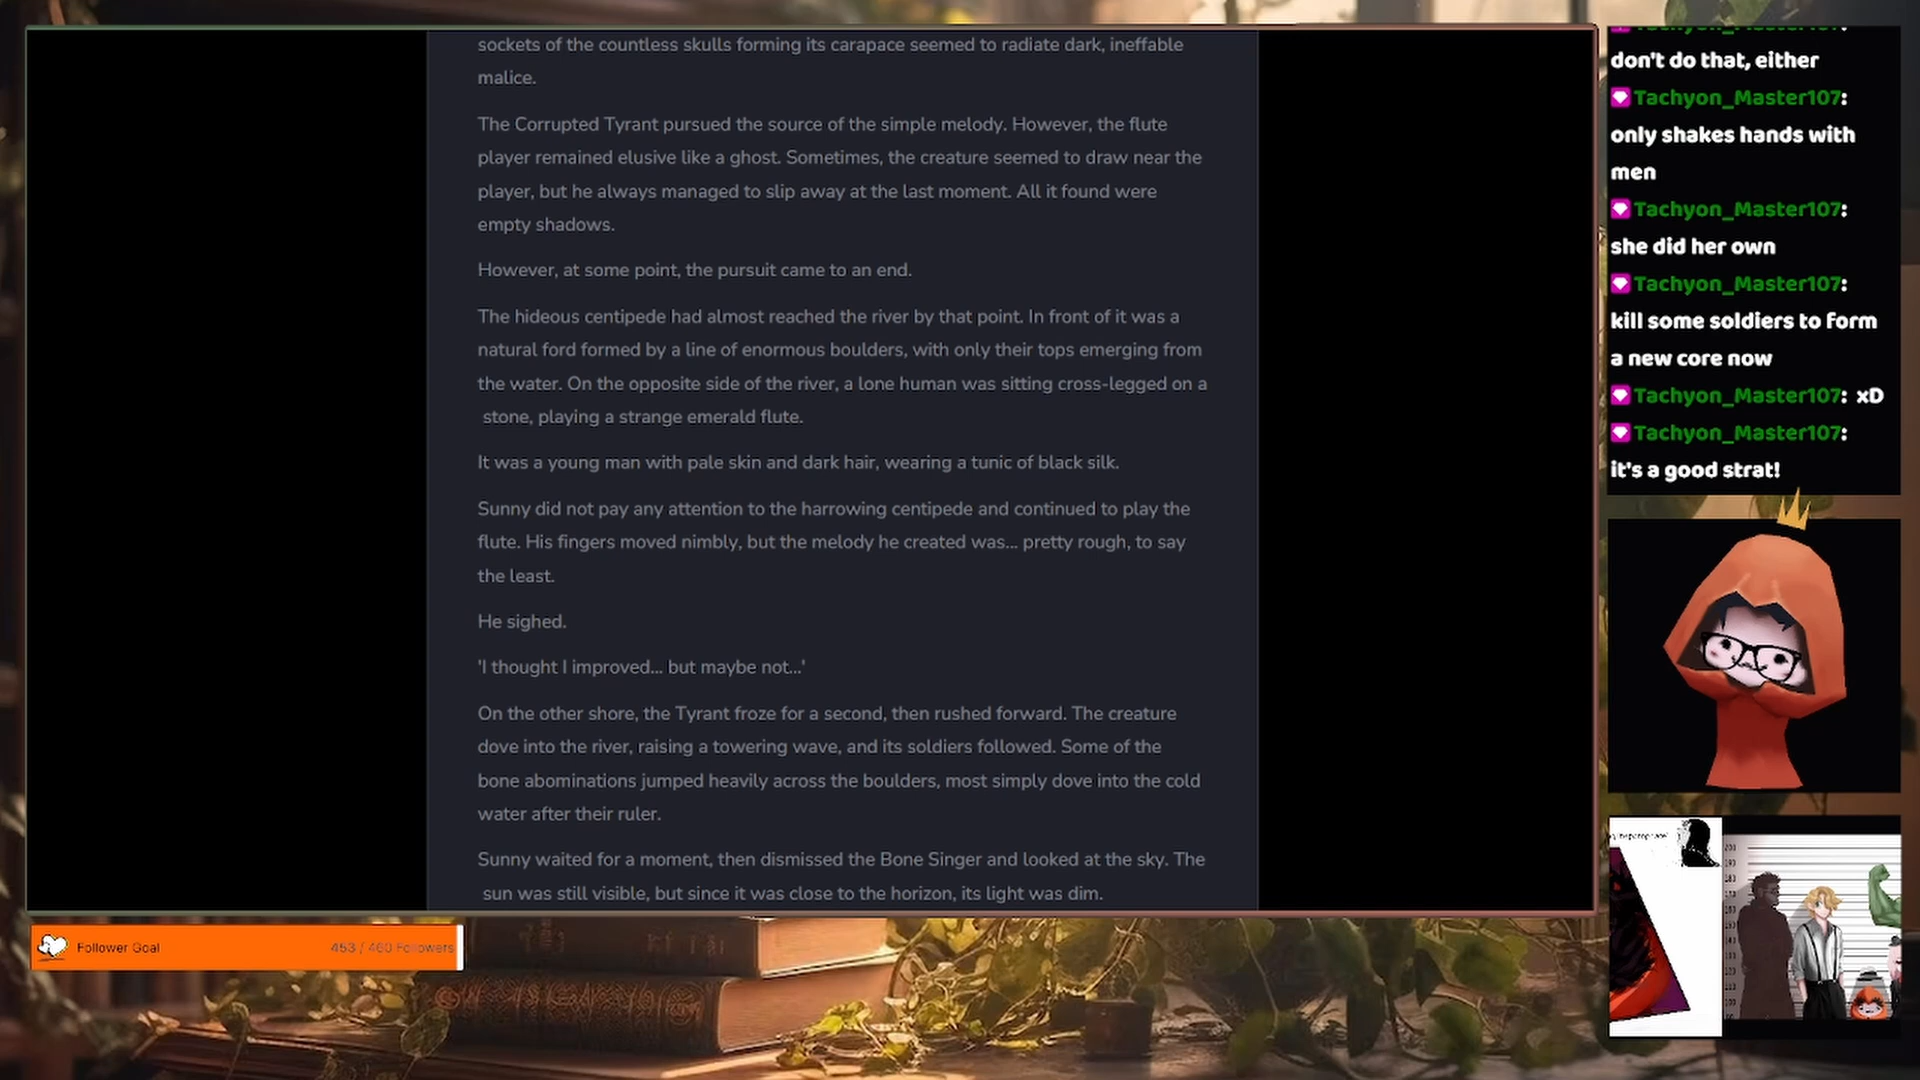 sockets of the countless skulls forming its carapace seemed to radiate dark, ineffable
malice.
The Corrupted Tyrant pursued the source of the simple melody. However, the flute
player remained elusive like a ghost. Sometimes, the creature seemed to draw near the
player, but he always managed to slip away at the last moment. All it found were
empty shadows.
However, at some point, the pursuit came to an end.
The hideous centipede had almost reached the river by that point. In front of it was a
natural ford formed by a line of enormous boulders, with only their tops emerging from
the water. On the opposite side of the river, a lone human was sitting cross-legged on a
stone, playing a strange emerald flute.
It was a young man with pale skin and dark hair, wearing a tunic of black silk.
Sunny did not pay any attention to the harrowing centipede and continued to play the
flute. His fingers moved nimbly, but the melody he created was... pretty rough, to say
the least.
He sighed.
'I thought I improved... but maybe not...'
On the other shore, the Tyrant froze for a second, then rushed forward. The creature
dove into the river, raising a towering wave, and its soldiers followed. Some of the
bone abominations jumped heavily across the boulders, most simply dove into the cold
water after their ruler.
Sunny waited for a moment, then dismissed the Bone Singer and looked at the sky. The
sun was still visible, but since it was close to the horizon, its light was dim.
Tachyon_Master107:
don't do that, either
Tachyon_Master107:
only shakes hands with
men
Tachyon_Master107:
she did her own
Tachyon_Master107:
kill some soldiers to form
a new core now
Tachyon_Master107: xD
Tachyon_Master107:
it's a good strat!
Follower Goal
453 / 460 Followers